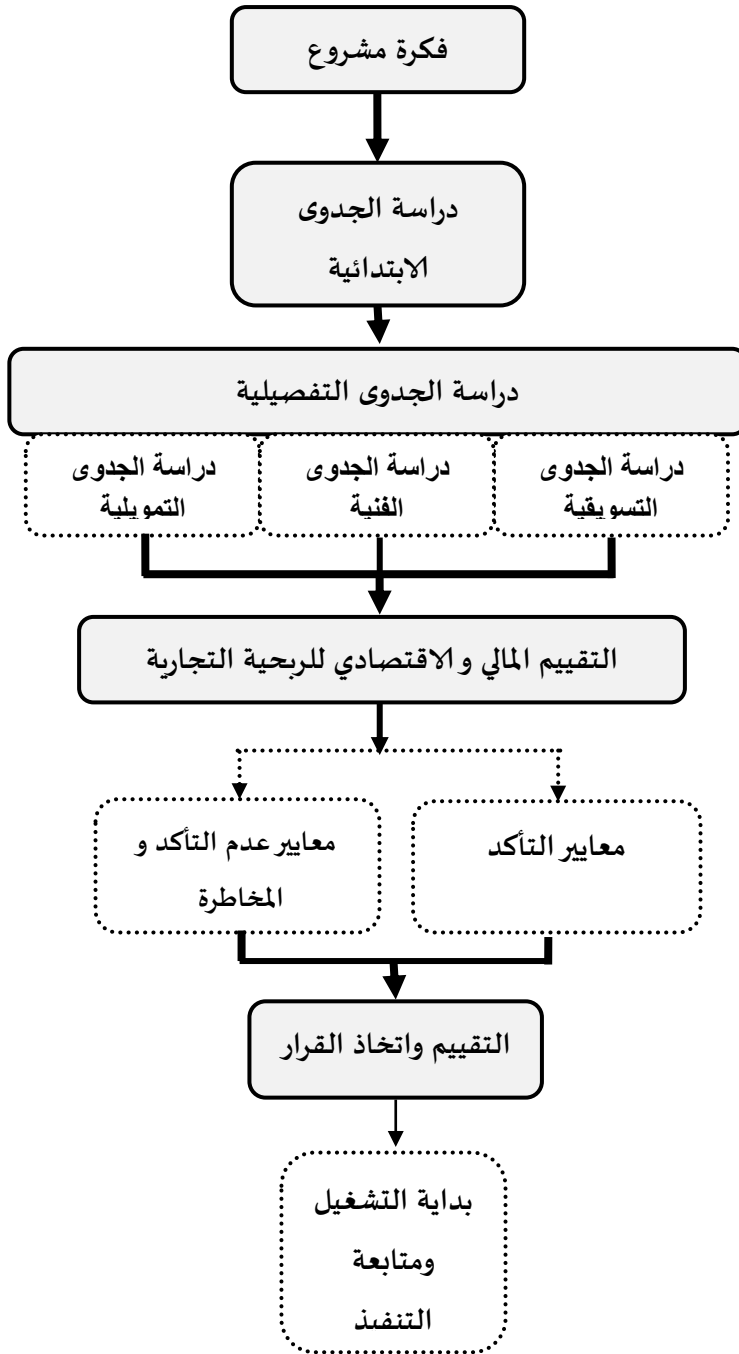 فكرة مشروع
دراسة الجدوى
الابتدائية
دراسة الجدوى التفصيلية
دراسة الجدوى
التسويقية
دراسة الجدوى
الفنية
دراسة الجدوى
التمويلية
التقييم المالي و الاقتصادي للربحية التجارية
معايير التأكد
معايير عدم التأكد و
المخاطرة
التقييم واتخاذ القرار
بداية التشغيل
ومتابعة
التنفيذ